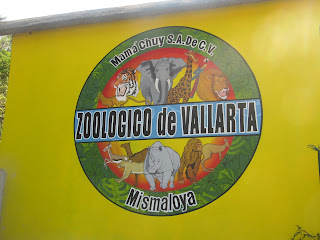 Mama Chuy S.A. De C.V.
ZOOLOGICO de VALLARTA
Mismaloya